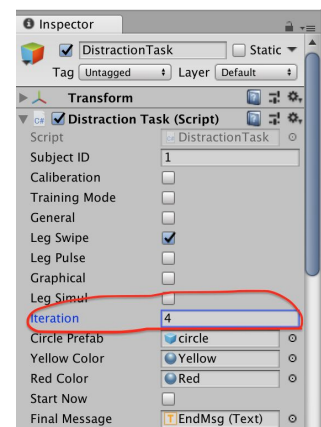 Inspector
DistractionTask Static
Tag Untagged Layer Default
Transform
C# Distraction Task (Script)
Script DistractionTask
Subject ID 1
Caliberation
Training Mode
General
Leg Swipe
Leg Pulse
Graphical
Leg Simul
Iteration 4
Circle Prefab circle
Yellow Color Yellow
Red Color Red
Start Now
Final Message T EndMsg (Text)